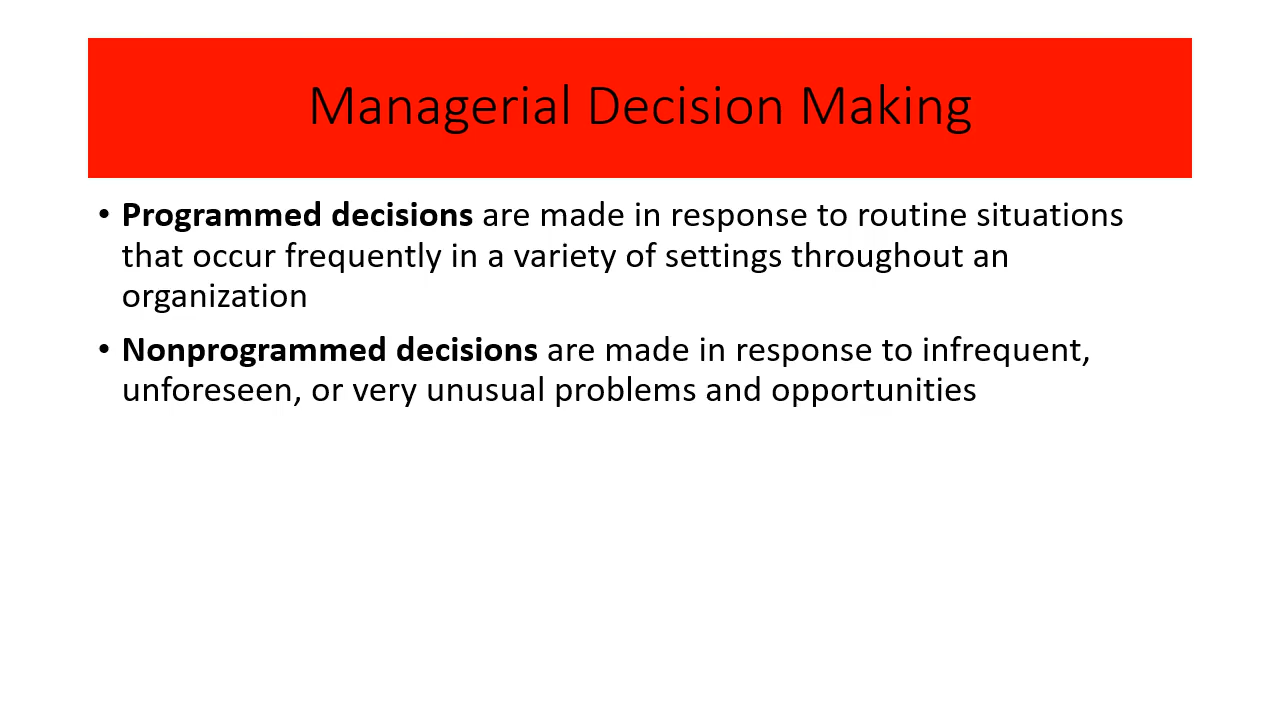 Managerial Decision Making
• Programmed decisions are made in response to routine situations
that occur frequently in a variety of settings throughout an
organization
• Nonprogrammed decisions are made in response to infrequent,
unforeseen, or very unusual problems and opportunities